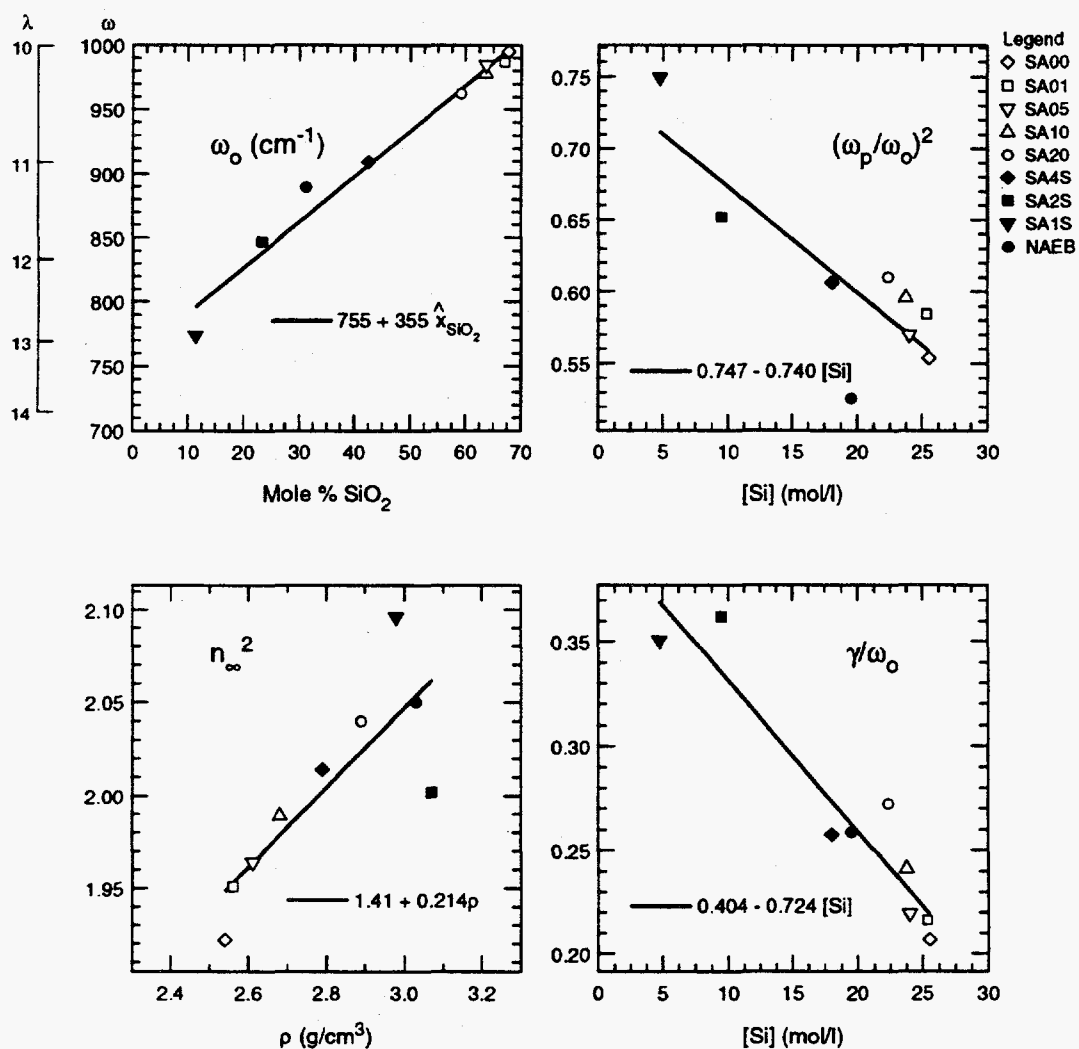 λ
ω
10
11
12
13
14
1000
950
900
850
800
750
700
ω₀ (cm⁻¹)
755 + 355 x̂SiO₂
0 10 20 30 40 50 60 70
Mole % SiO₂
0.75
0.70
0.65
0.60
0.55
(ωₚ/ω₀)²
0.747 - 0.740 [Si]
0 5 10 15 20 25 30
[Si] (mol/l)
Legend
SA00
SA01
SA05
SA10
SA20
SA4S
SA2S
SA1S
NAEB
2.10
2.05
2.00
1.95
n∞²
1.41 + 0.214ρ
2.4 2.6 2.8 3.0 3.2
ρ (g/cm³)
0.35
0.30
0.25
0.20
γ/ω₀
0.404 - 0.724 [Si]
0 5 10 15 20 25 30
[Si] (mol/l)